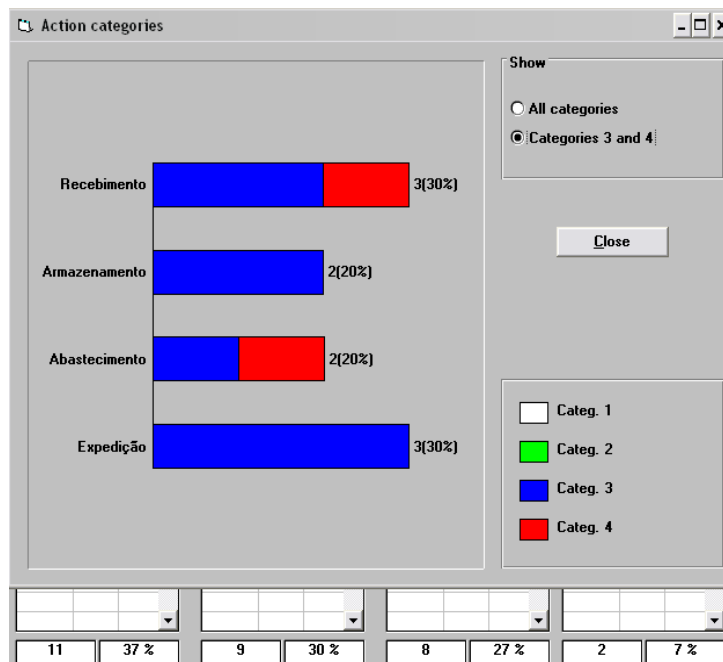 Action categories
Show
All categories
Categories 3 and 4
Close
Recebimento 3(30%)
Armazenamento 2(20%)
Abastecimento 2(20%)
Expedição 3(30%)
Categ. 1
Categ. 2
Categ. 3
Categ. 4
11 37 % 9 30 % 8 27 % 2 7 %